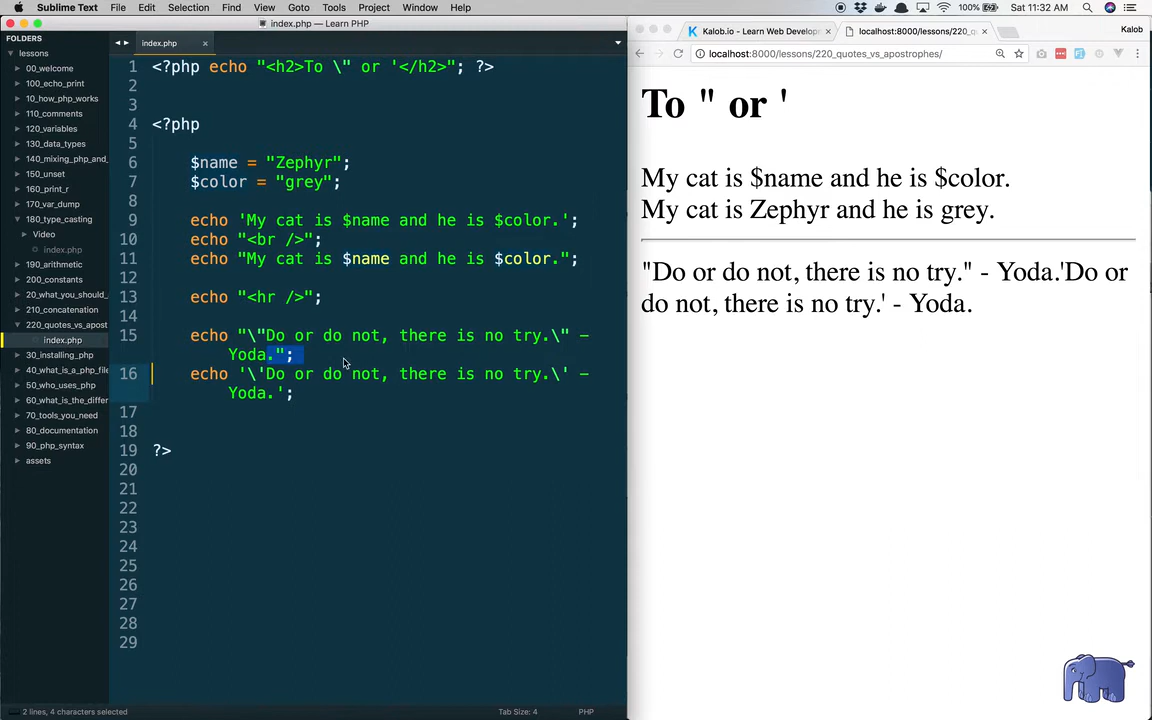 Sublime Text File Edit Selection Find View Goto Tools Project Window Help 100% Sat 11:32 AM
index.php — Learn PHP
FOLDERS
lessons
00_welcome
100_echo_print
10_how_php_works
110_comments
120_variables
130_data_types
140_mixing_php_and_
150_unset
160_print_r
170_var_dump
180_type_casting
Video
index.php
190_arithmetic
200_constants
20_what_you_should_
210_concatenation
220_quotes_vs_apost
index.php
30_installing_php
40_what_is_a_php_file
50_who_uses_php
60_what_is_the_differ
70_tools_you_need
80_documentation
90_php_syntax
assets
index.php ×
1 <?php echo "<h2>To \" or '</h2>"; ?>
2
3
4 <?php
5
6 $name = "Zephyr";
7 $color = "grey";
8
9 echo 'My cat is $name and he is $color.';
10 echo "<br />";
11 echo "My cat is $name and he is $color.";
12
13 echo "<hr />";
14
15 echo "\"Do or do not, there is no try.\" –
Yoda.";
16 echo '\'Do or do not, there is no try.\' –
Yoda.';
17
18
19 ?>
20
21
22
23
24
25
26
27
28
29
2 lines, 4 characters selected Tab Size: 4 PHP
Kalob.io - Learn Web Develop × localhost:8000/lessons/220_q × Kalob
localhost:8000/lessons/220_quotes_vs_apostrophes/
To " or '
My cat is $name and he is $color.
My cat is Zephyr and he is grey.
"Do or do not, there is no try." - Yoda.'Do or
do not, there is no try.' - Yoda.